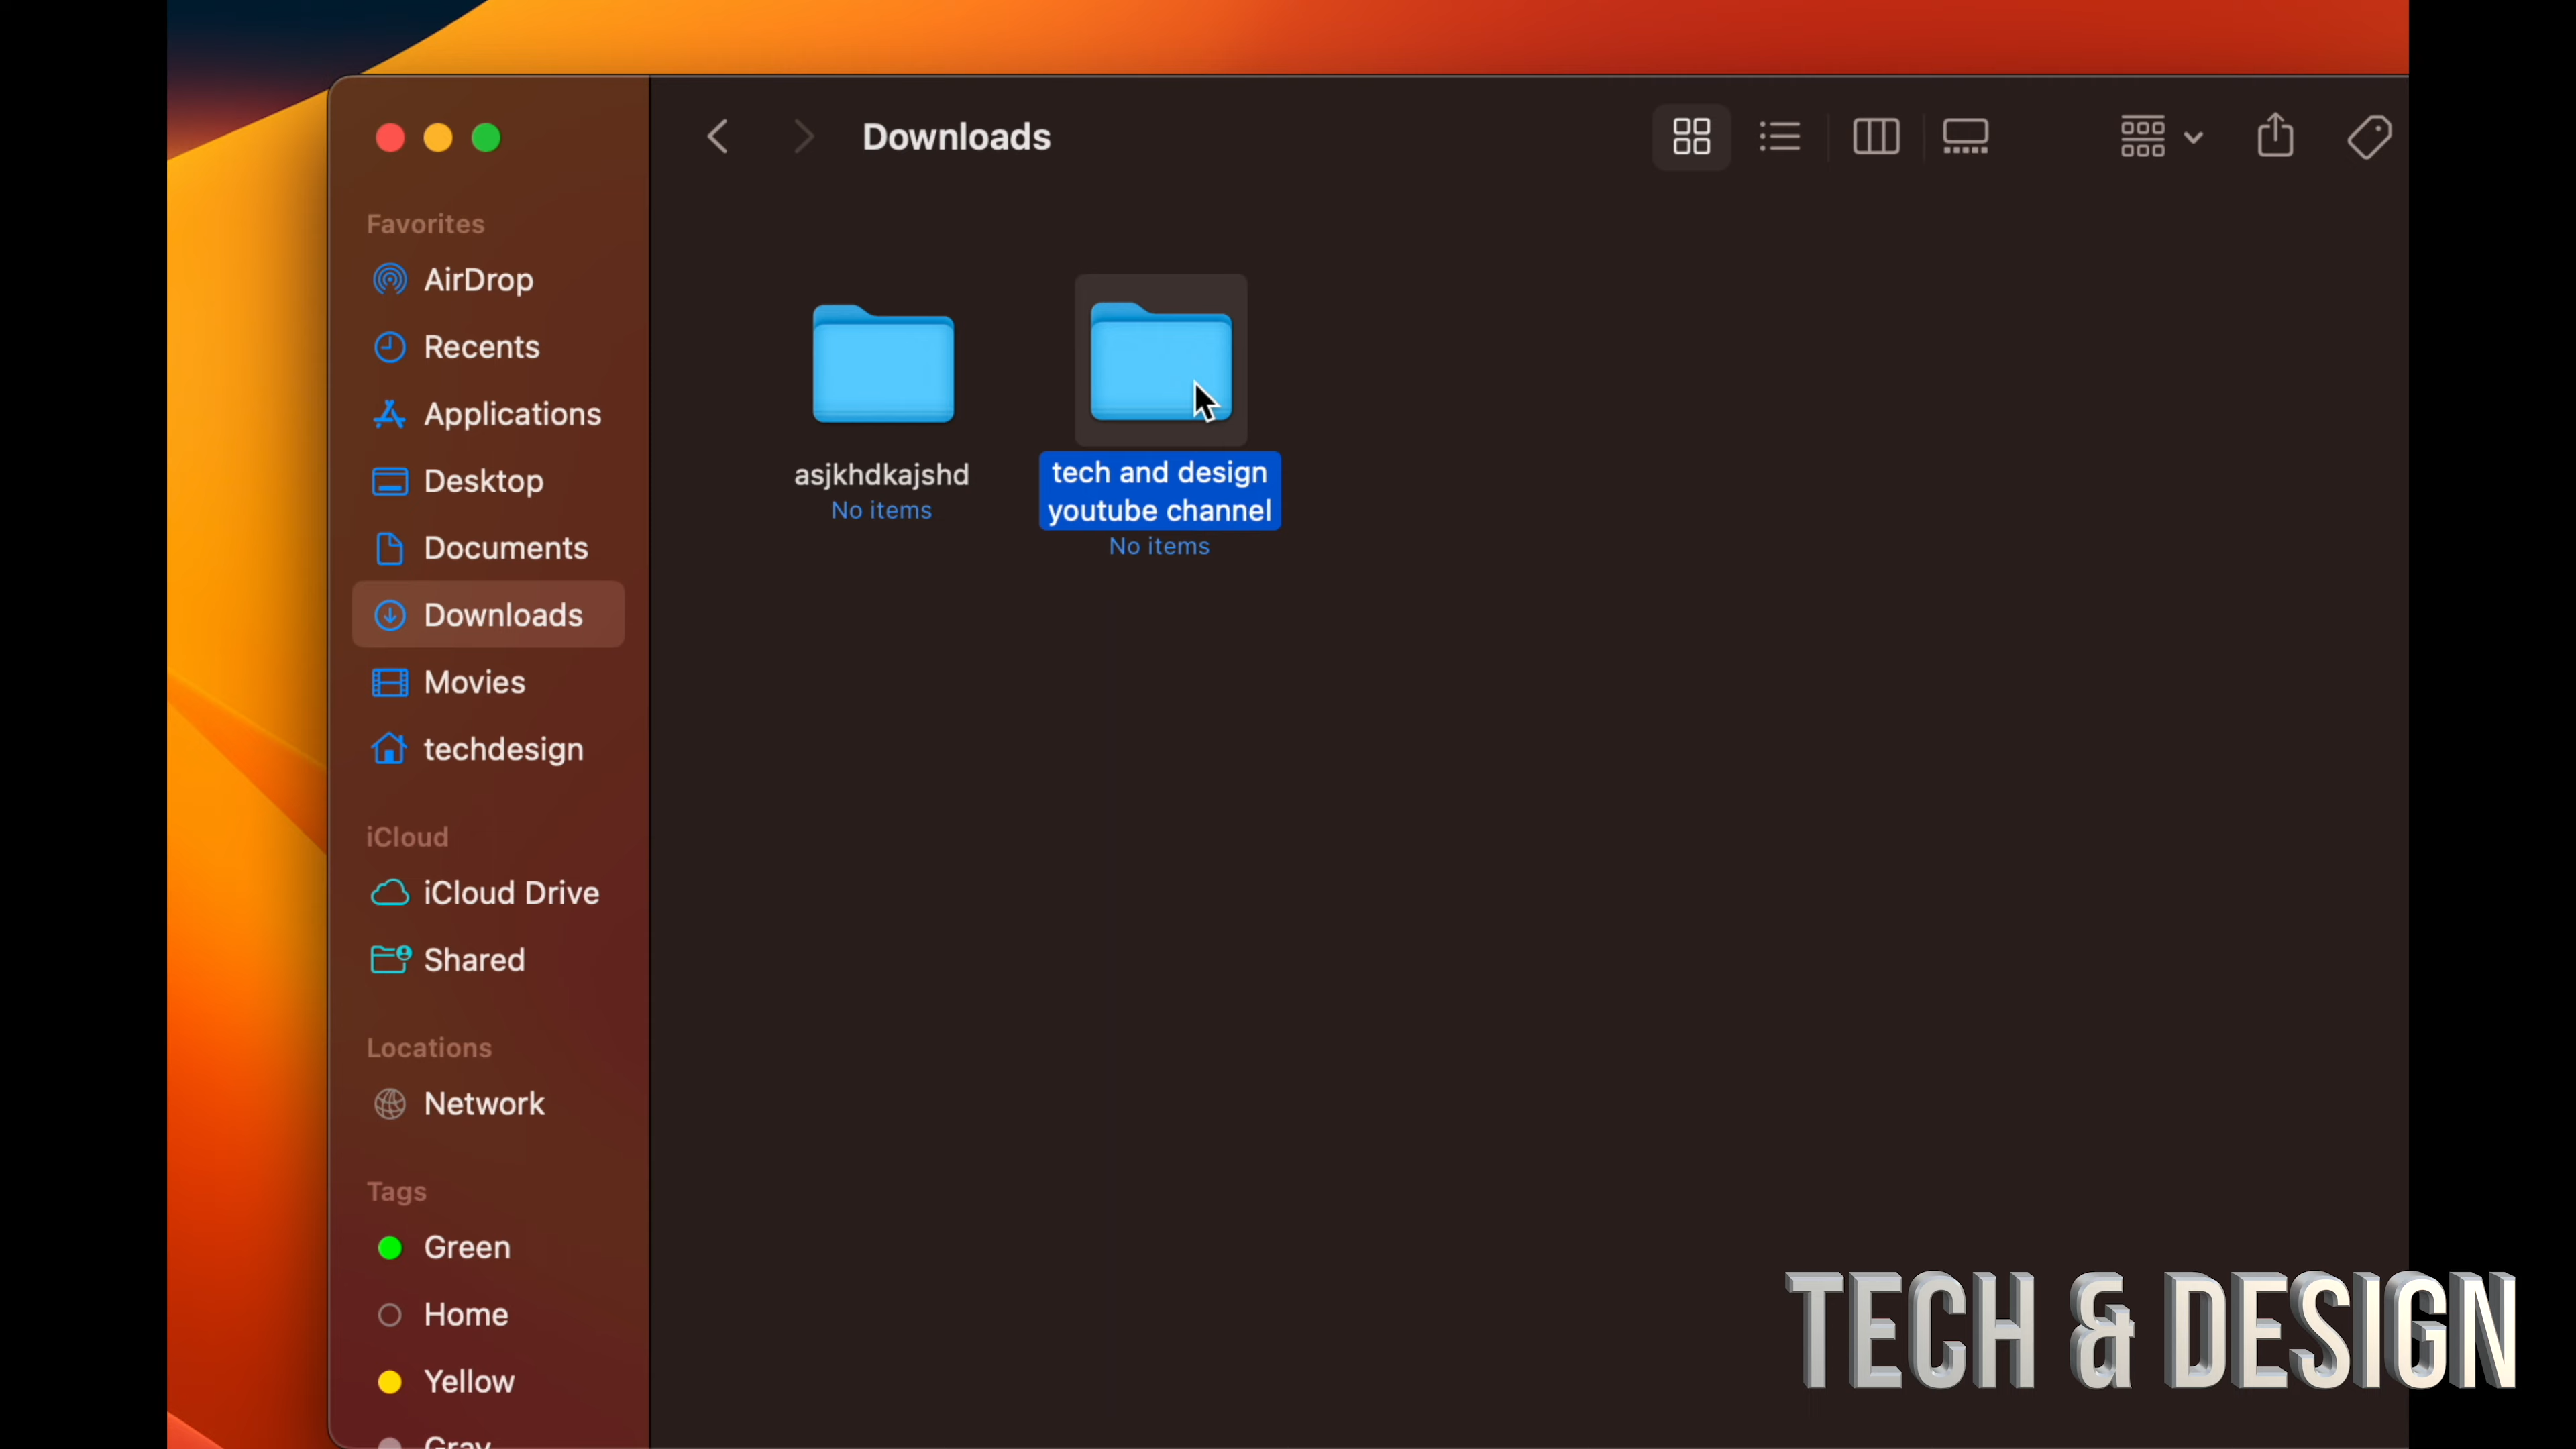 Downloads
Favorites
AirDrop
Recents
Applications
Desktop
Documents
Downloads
Movies
techdesign
iCloud
iCloud Drive
Shared
Locations
Network
Tags
Green
Home
Yellow
Gray
asjkhdkajshd
No items
tech and design
youtube channel
No items
TECH & DESIGN